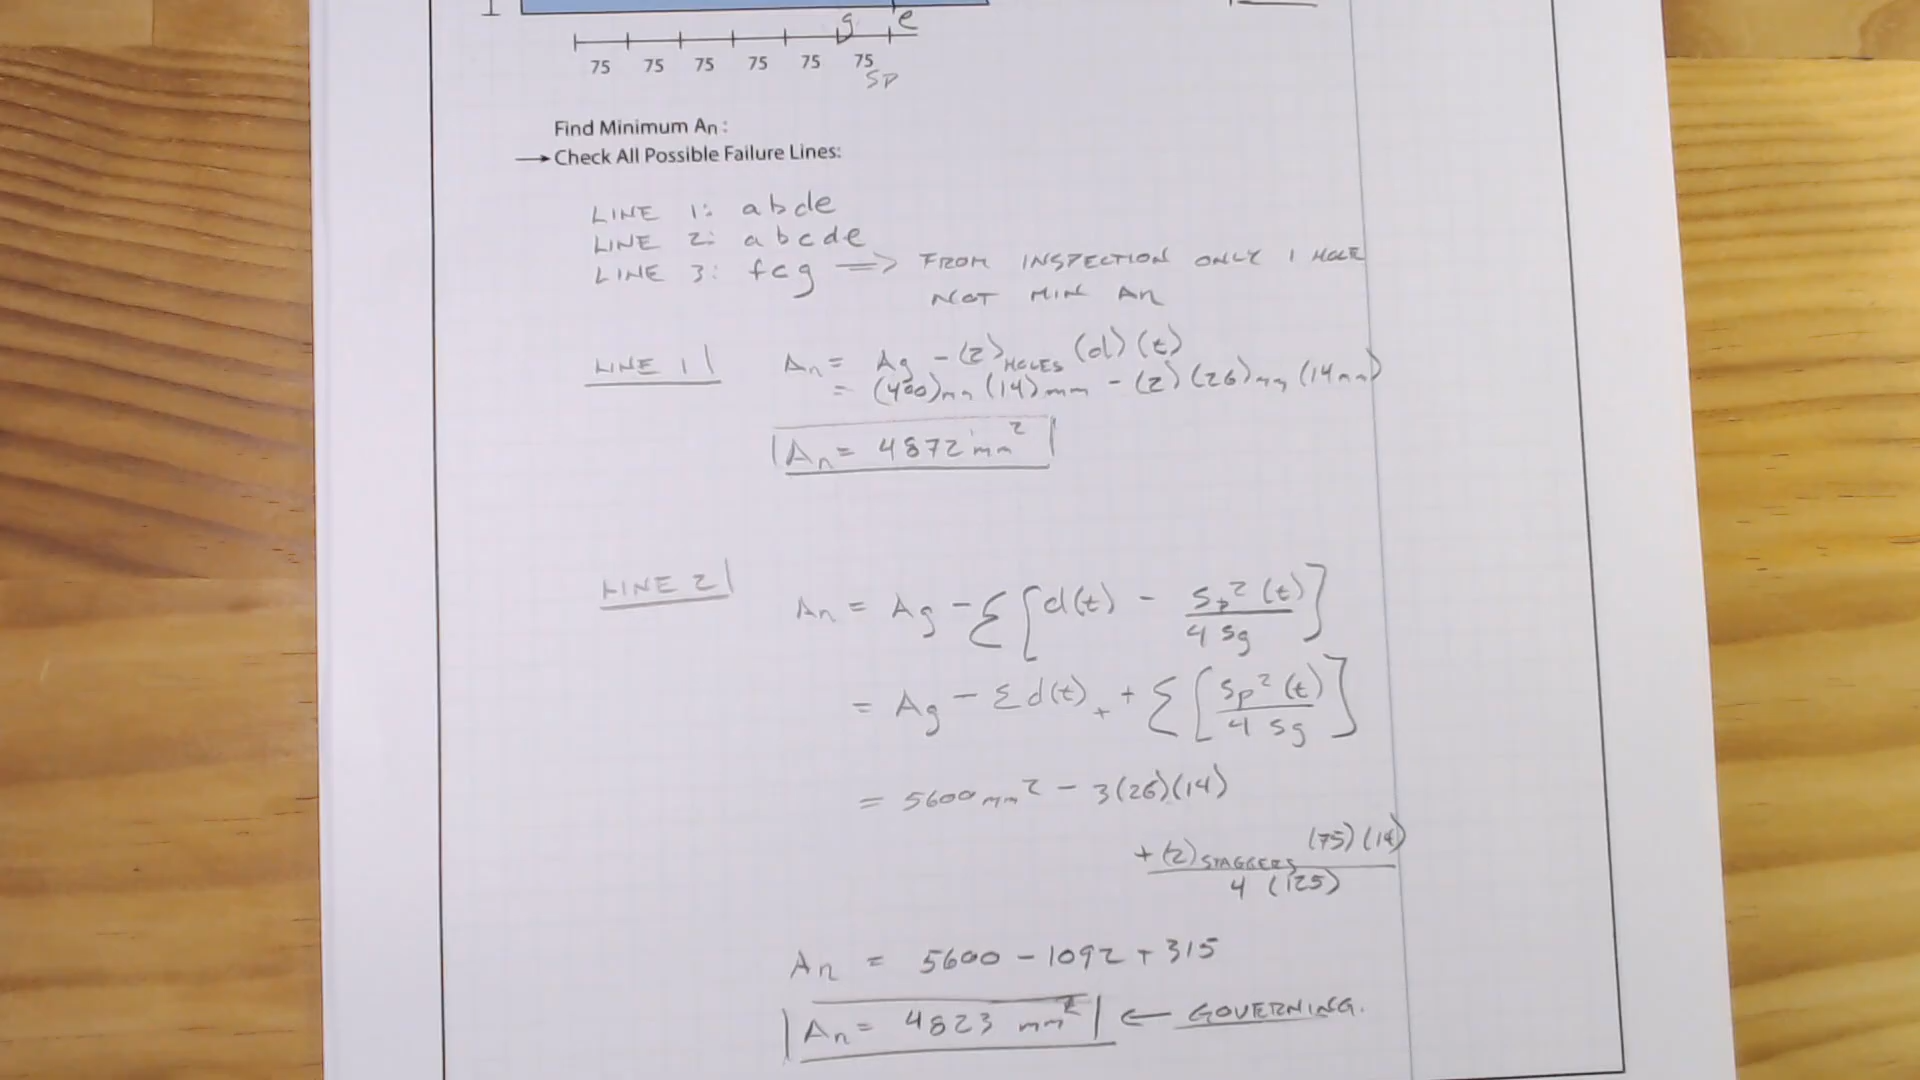 g e
75 75 75 75 75 75
Sp
Find Minimum An :
→ Check All Possible Failure Lines:
LINE 1: abde
LINE 2: abcde
LINE 3: fcg ⇒ FROM INSPECTION ONLY 1 HOLE
NOT MIN An
LINE 1 An = Ag - (2)HOLES (d)(t)
= (400)mm (14)mm - (2)(26)mm (14mm)
An = 4872 mm²
LINE 2 An = Ag - Σ[d(t) - Sp²(t) / 4 Sg]
= Ag - Σd(t) + + Σ[Sp²(t) / 4 Sg]
= 5600mm² - 3(26)(14)
+ (2)STAGGERS (75)(14) / 4 (125)
An = 5600 - 1092 + 315
An = 4823 mm² ← GOVERNING.